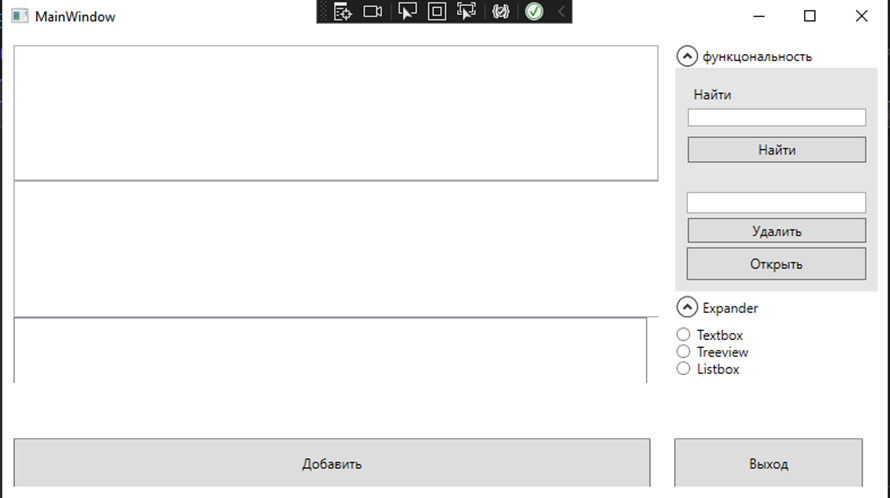 MainWindow
функцональность
Найти
Найти
Удалить
Открыть
Expander
Textbox
Treeview
Listbox
Добавить
Выход